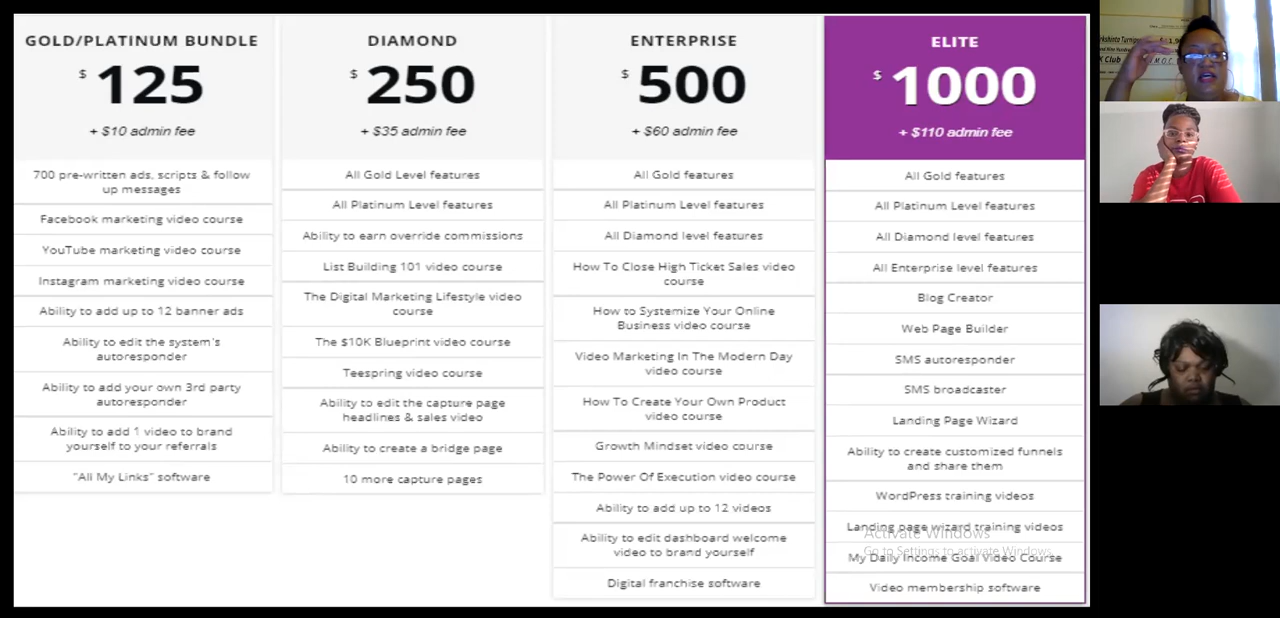 GOLD/PLATINUM BUNDLE
$ 125
+ $10 admin fee
700 pre-written ads, scripts & follow
up messages
Facebook marketing video course
YouTube marketing video course
Instagram marketing video course
Ability to add up to 12 banner ads
Ability to edit the system's
autoresponder
Ability to add your own 3rd party
autoresponder
Ability to add 1 video to brand
yourself to your referrals
"All My Links" software
DIAMOND
$ 250
+ $35 admin fee
All Gold Level features
All Platinum Level features
Ability to earn override commissions
List Building 101 video course
The Digital Marketing Lifestyle video
course
The $10K Blueprint video course
Teespring video course
Ability to edit the capture page
headlines & sales video
Ability to create a bridge page
10 more capture pages
ENTERPRISE
$ 500
+ $60 admin fee
All Gold features
All Platinum Level features
All Diamond level features
How To Close High Ticket Sales video
course
How to Systemize Your Online
Business video course
Video Marketing In The Modern Day
video course
How to Create Your Own Product
video course
Growth Mindset video course
The Power Of Execution video course
Ability to add up to 12 videos
Ability to edit dashboard welcome
video to brand yourself
Digital franchise software
ELITE
$ 1000
+ $110 admin fee
All Gold features
All Platinum Level features
All Diamond level features
All Enterprise level features
Blog Creator
Web Page Builder
SMS autoresponder
SMS broadcaster
Landing Page Wizard
Ability to create customized funnels
and share them
WordPress training videos
Landing page wizard training videos
My Daily Income Goal Video Course
Video membership software
Activate Windows
Go to Settings to activate Windows.
Club